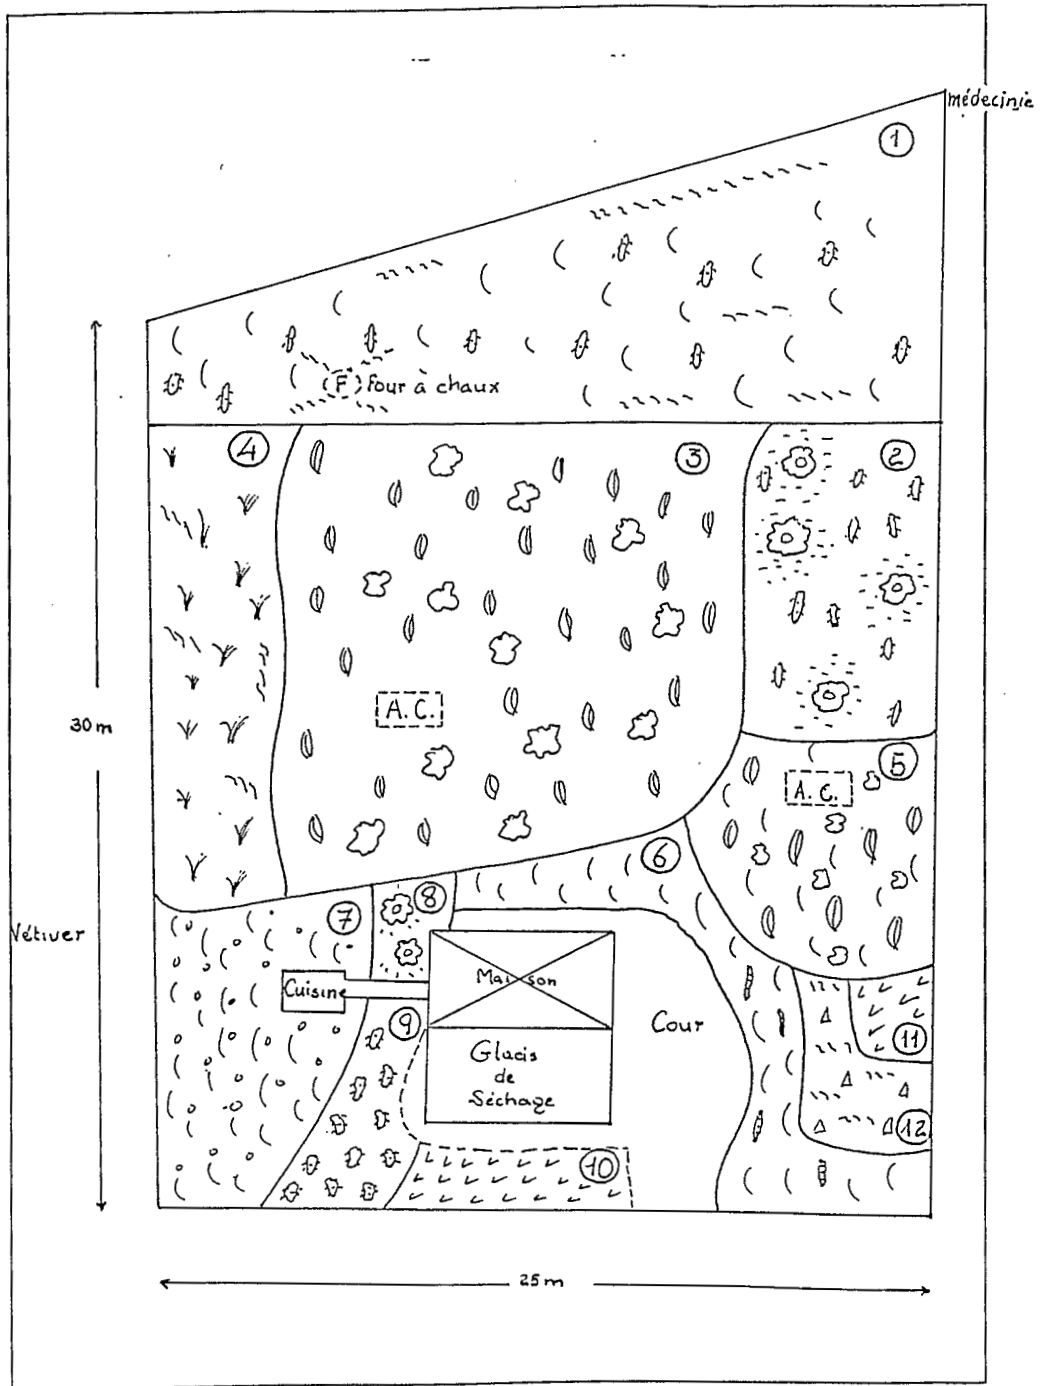 médecinie
1
F
Four à chaux
4
3
2
A.C.
30 m
5
A.C.
6
8
7
Vétiver
Maison
Cuisine
9
Cour
11
Glacis
de
Séchage
12
10
25 m